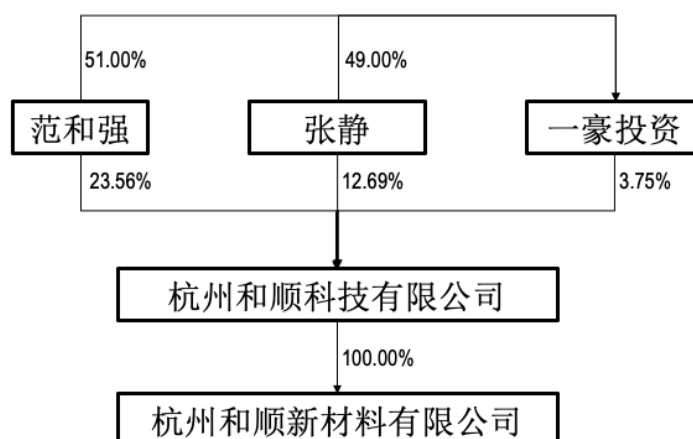 51.00%
49.00%
范和强
张静
一豪投资
23.56%
12.69%
3.75%
杭州和顺科技有限公司
100.00%
杭州和顺新材料有限公司